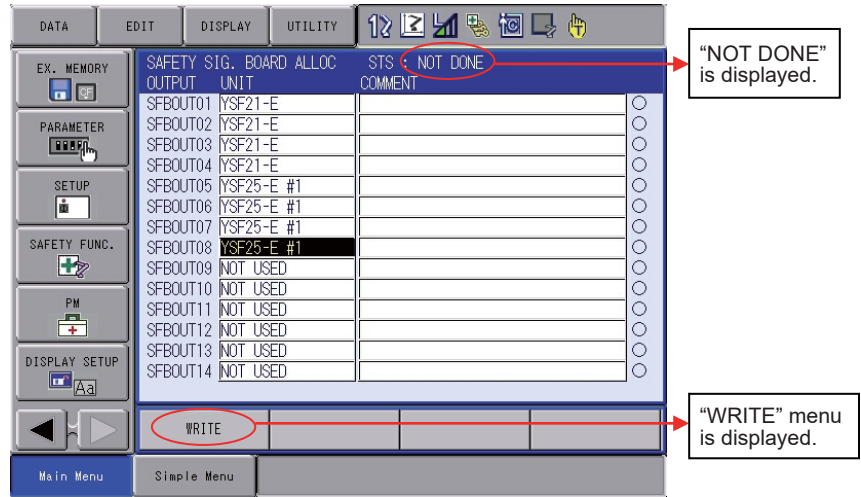 DATA EDIT DISPLAY UTILITY
EX. MEMORY
CF
PARAMETER
SETUP
SAFETY FUNC.
PM
DISPLAY SETUP
Aa
SAFETY SIG. BOARD ALLOC STS : NOT DONE
OUTPUT UNIT COMMENT
SFBOUT01 YSF21-E
SFBOUT02 YSF21-E
SFBOUT03 YSF21-E
SFBOUT04 YSF21-E
SFBOUT05 YSF25-E #1
SFBOUT06 YSF25-E #1
SFBOUT07 YSF25-E #1
SFBOUT08 YSF25-E #1
SFBOUT09 NOT USED
SFBOUT10 NOT USED
SFBOUT11 NOT USED
SFBOUT12 NOT USED
SFBOUT13 NOT USED
SFBOUT14 NOT USED
WRITE
Main Menu Simple Menu
“NOT DONE”
is displayed.
“WRITE” menu
is displayed.